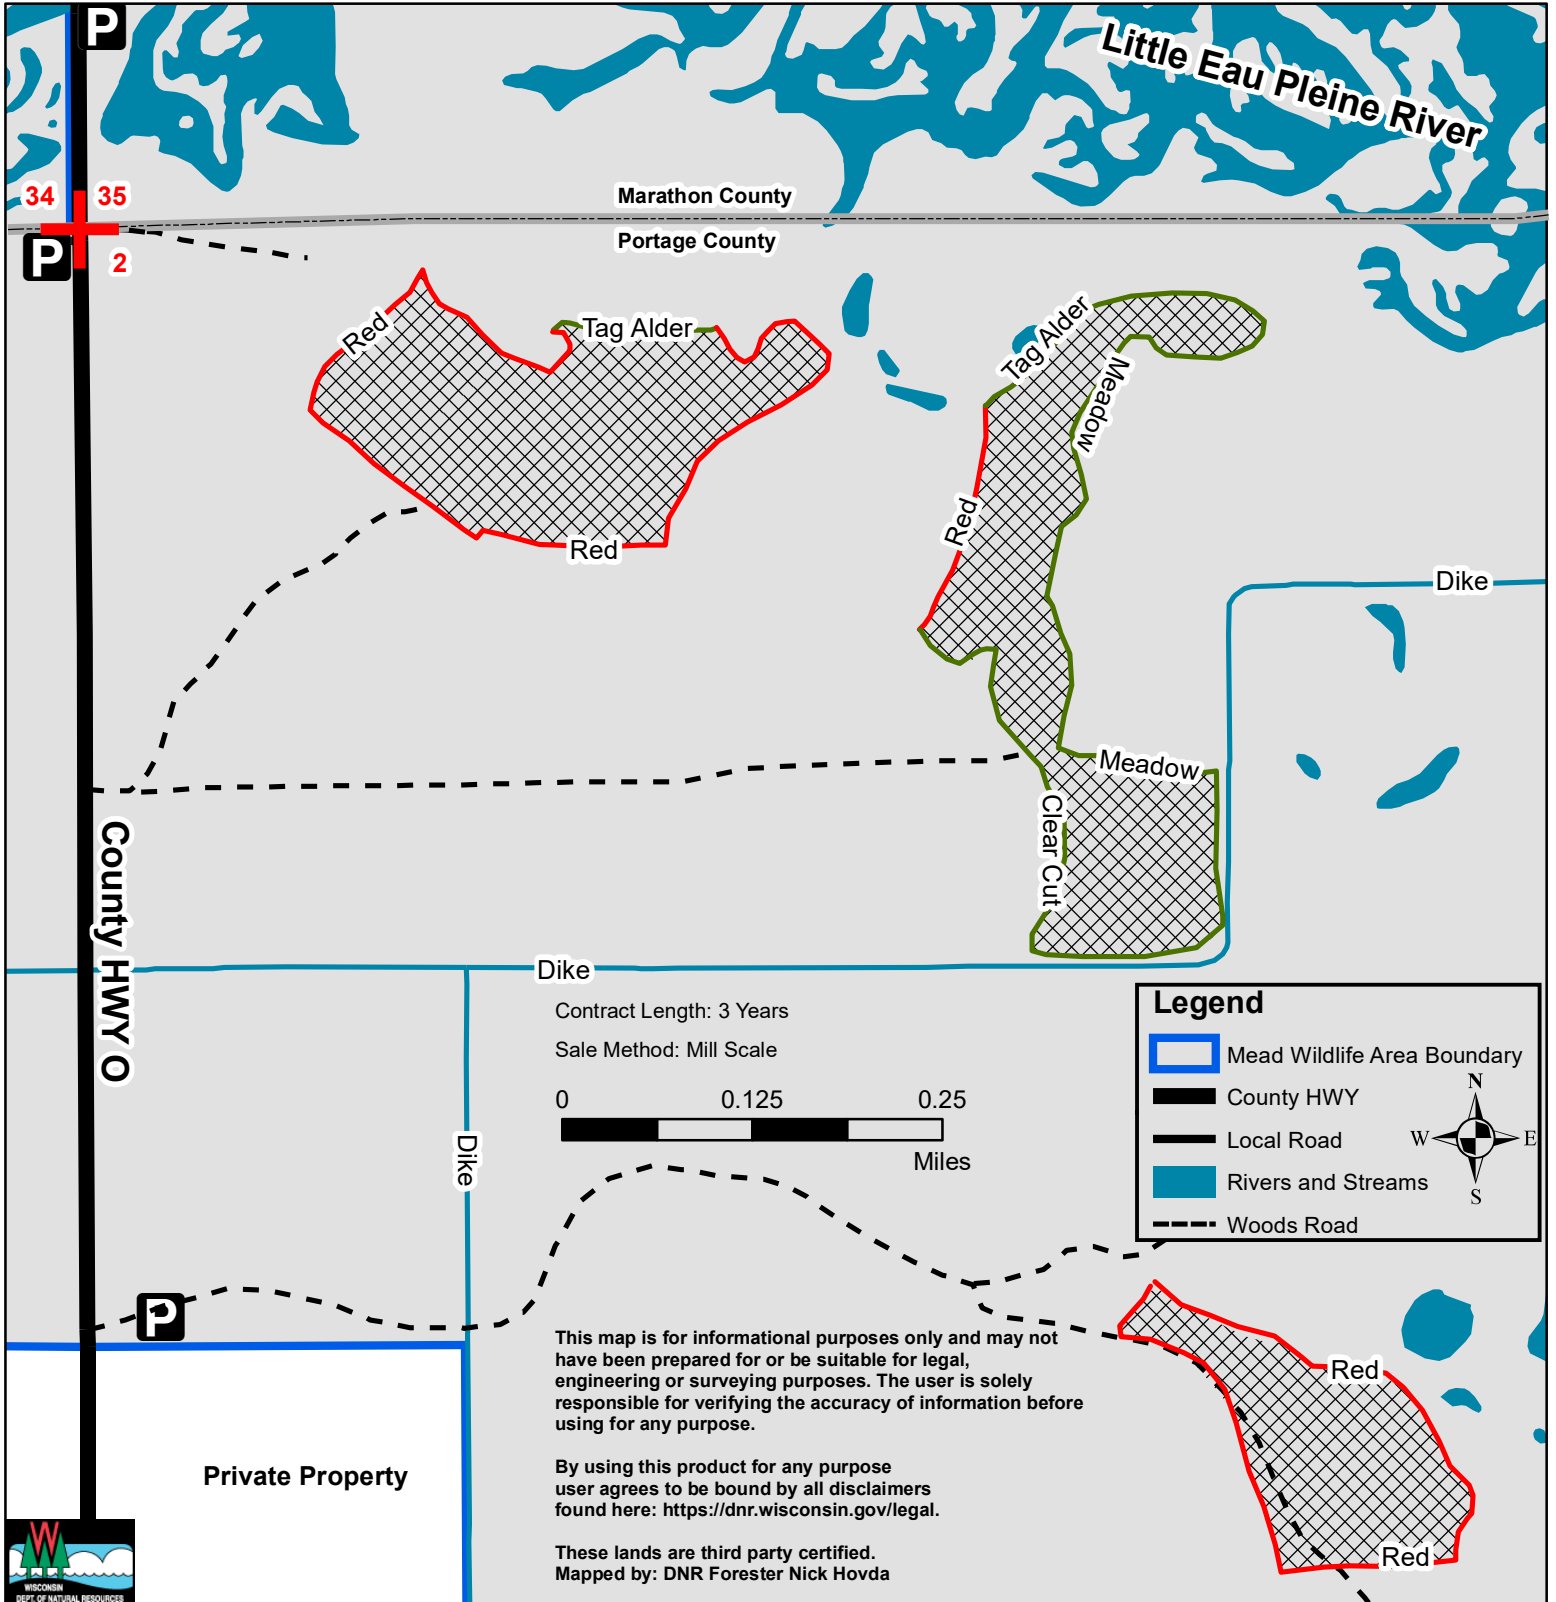 P
Little Eau Pleine River
34 35
Marathon County
Portage County
P
2
Red
Tag Alder
Red
Tag Alder
Meadow
Red
Dike
Meadow
Clear Cut
County HWY O
Dike
Dike
Contract Length: 3 Years
Sale Method: Mill Scale
0 0.125 0.25
Miles
Legend
Mead Wildlife Area Boundary
County HWY
Local Road
Rivers and Streams
Woods Road
N
W E
S
P
This map is for informational purposes only and may not
have been prepared for or be suitable for legal,
engineering or surveying purposes. The user is solely
responsible for verifying the accuracy of information before
using for any purpose.
By using this product for any purpose
user agrees to be bound by all disclaimers
found here: https://dnr.wisconsin.gov/legal.
These lands are third party certified.
Mapped by: DNR Forester Nick Hovda
Private Property
Red
Red
W
WISCONSIN
DEPT. OF NATURAL RESOURCES